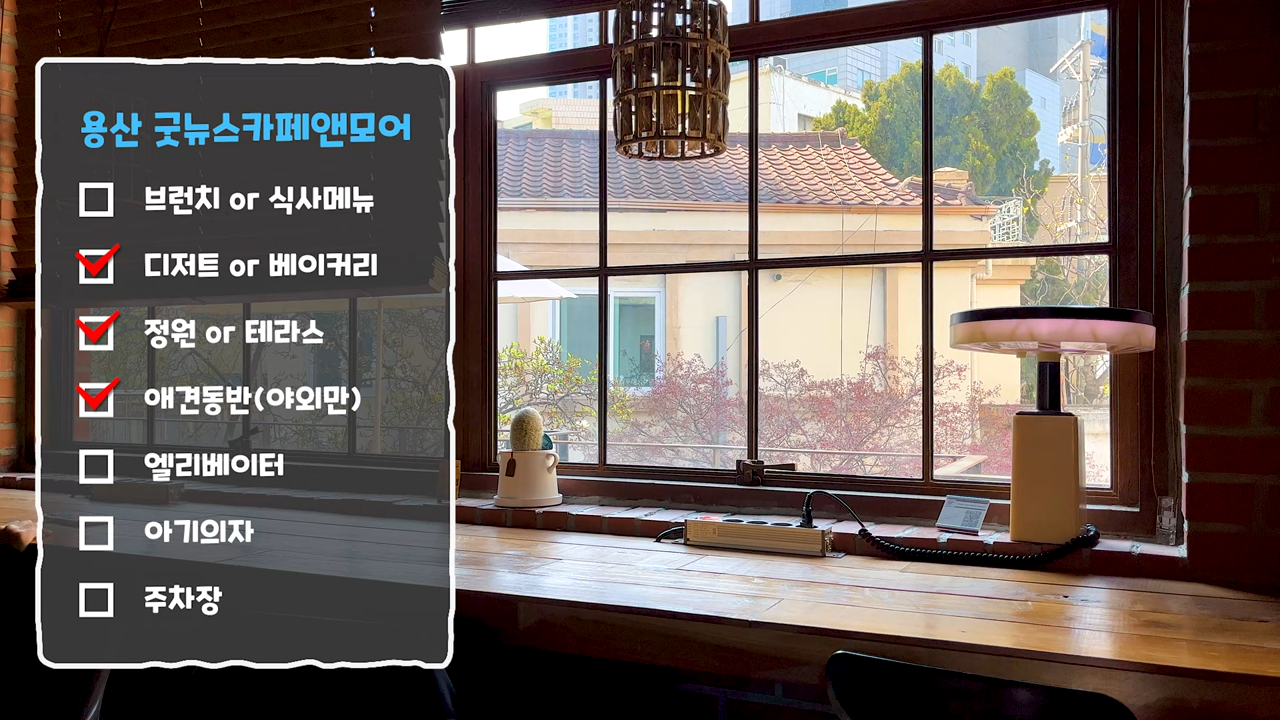 용산 굿뉴스카페앤모어
브런치 or 식사메뉴
디저트 or 베이커리
정원 or 테라스
애견동반(야외만)
엘리베이터
아기의자
주차장